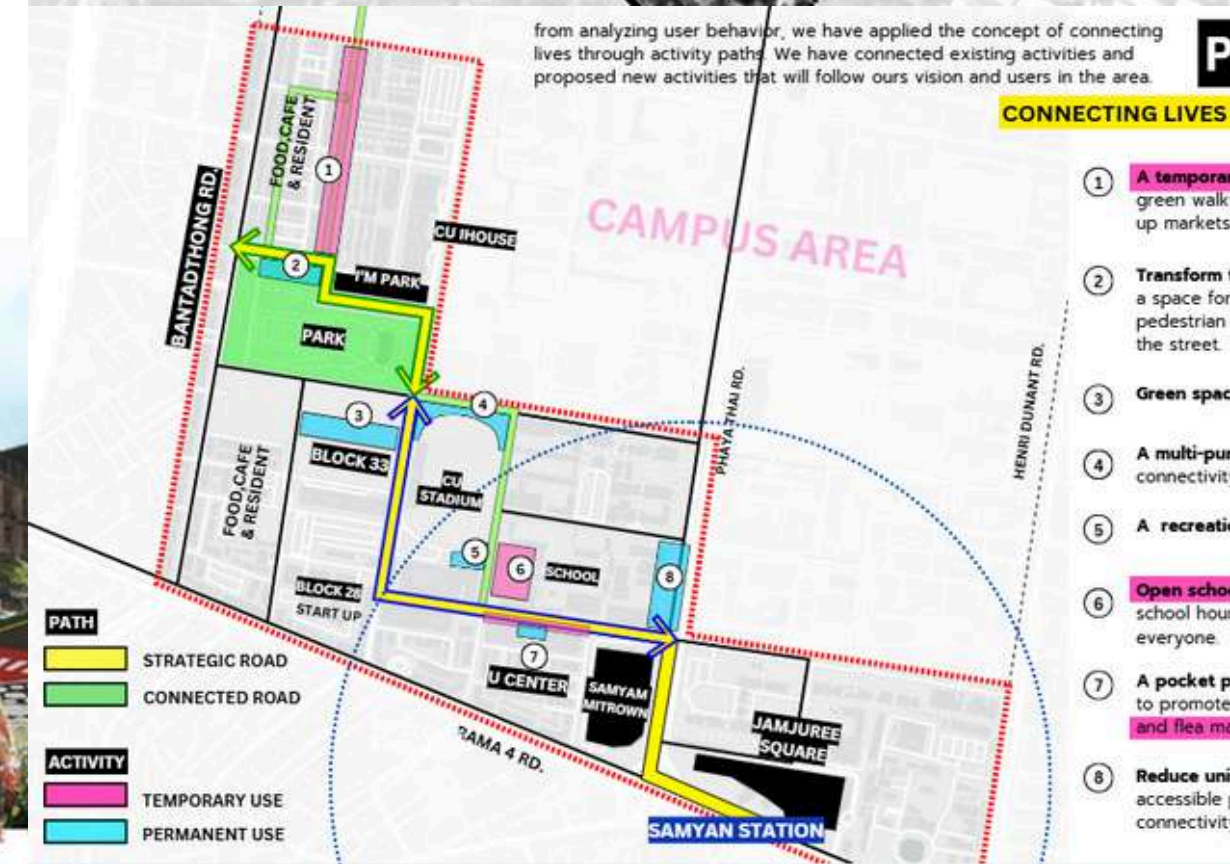 from analyzing user behavior, we have applied the concept of connecting
lives through activity paths. We have connected existing activities and
proposed new activities that will follow ours vision and users in the area.
P
CONNECTING LIVES
FOOD,CAFE
& RESIDENT
1
BANTADTHONG RD.
CU IHOUSE
CAMPUS AREA
2
I'M PARK
PARK
PHAYA THAI RD.
HENRI DUNANT RD.
3
4
BLOCK 33
CU
STADIUM
FOOD,CAFE
& RESIDENT
5
6
SCHOOL
8
BLOCK 28
START UP
7
U CENTER
SAMYAM
MITROWN
JAMJUREE
SQUARE
RAMA 4 RD.
SAMYAN STATION
PATH
STRATEGIC ROAD
CONNECTED ROAD
ACTIVITY
TEMPORARY USE
PERMANENT USE
1 A temporar
green walk
up markets
2 Transform
a space for
pedestrian
the street.
3 Green spac
4 A multi-pur
connectivit
5 A recreatio
6 Open schoo
school hour
everyone.
7 A pocket p
to promote
and flea ma
8 Reduce uni
accessible p
connectivit